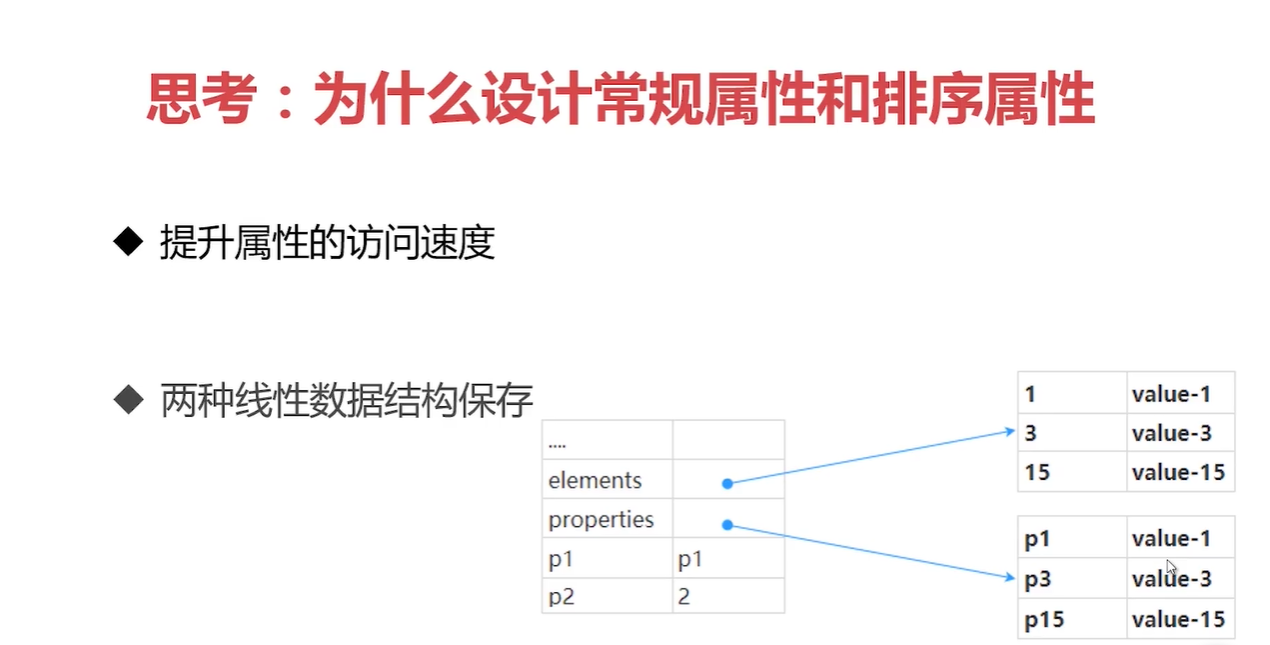 思考：为什么设计常规属性和排序属性
提升属性的访问速度
两种线性数据结构保存
....
elements
properties
p1 p1
p2 2
1 value-1
3 value-3
15 value-15
p1 value-1
p3 value-3
p15 value-15